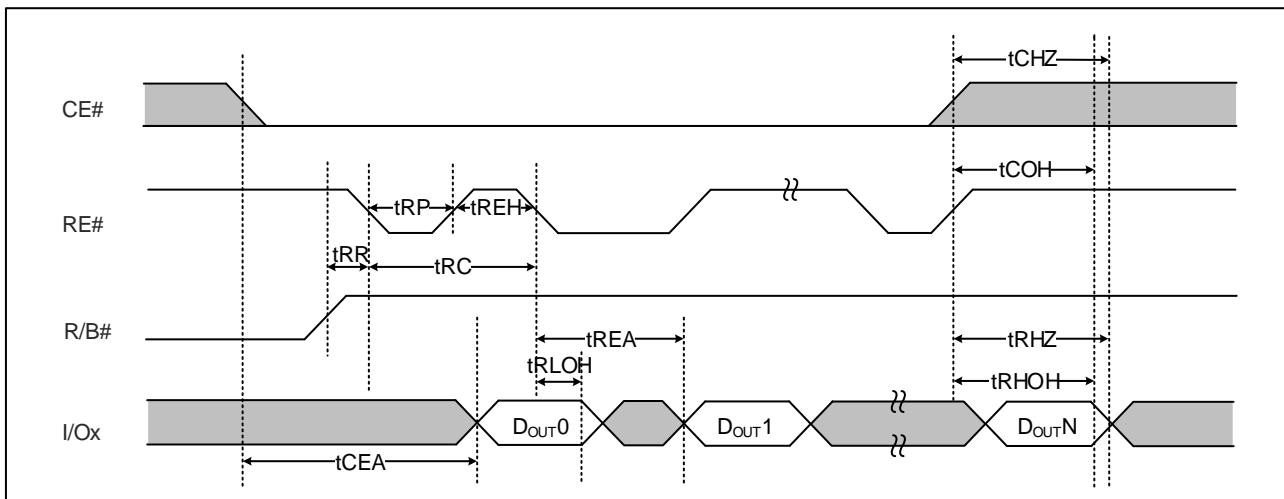 tCHZ
CE#
tCOH
tRP
tREH
RE#
tRR
tRC
R/B#
tREA
tRHZ
tRLOH
tRHOH
I/Ox
DOUT0
DOUT1
DOUTN
tCEA